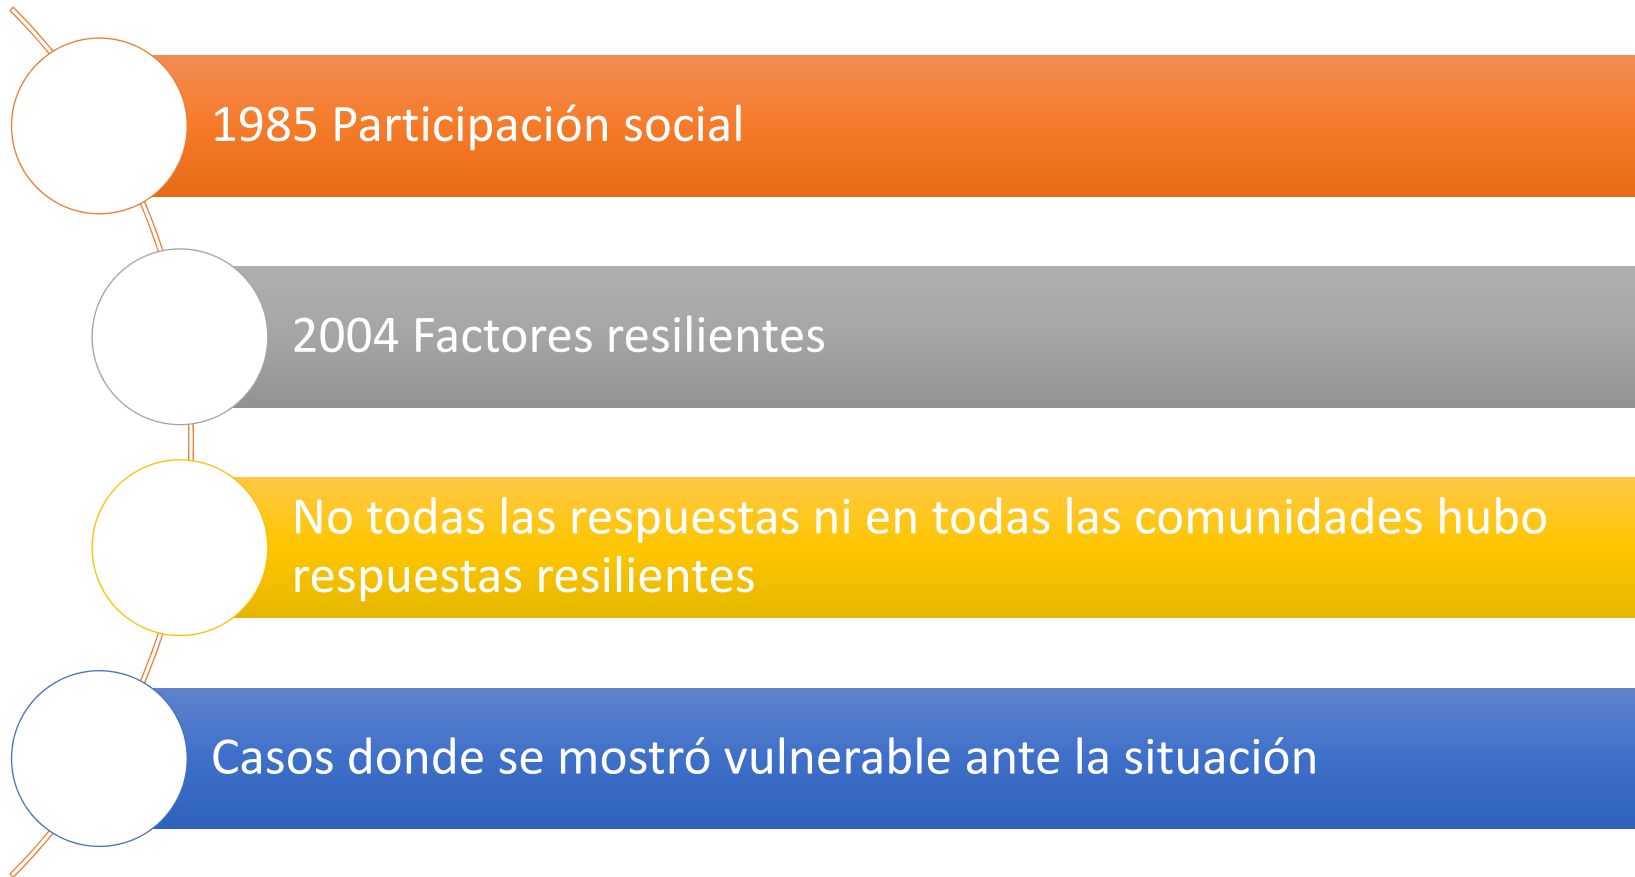 1985 Participación social
2004 Factores resilientes
No todas las respuestas ni en todas las comunidades hubo
respuestas resilientes
Casos donde se mostró vulnerable ante la situación